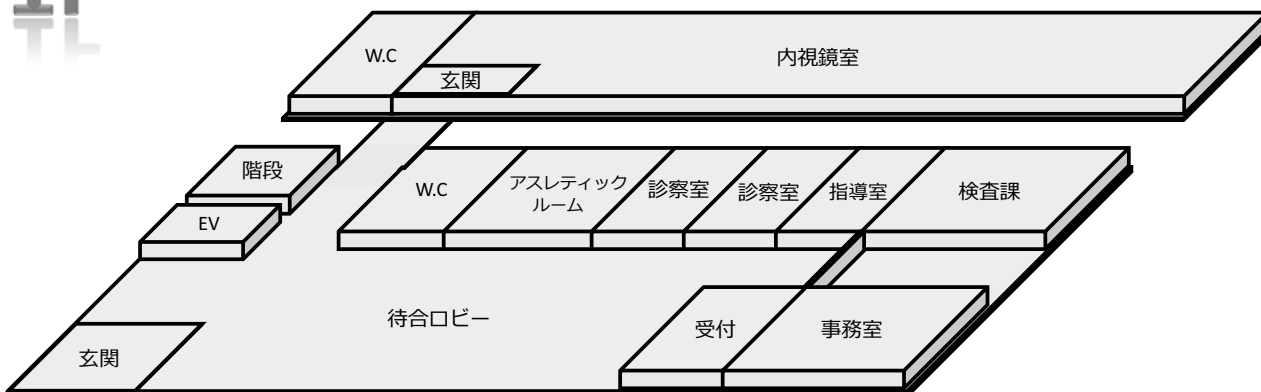 W.C
内視鏡室
玄関
階段
W.C
アスレティック
ルーム
診察室
診察室
指導室
検査課
EV
待合ロビー
受付
事務室
玄関